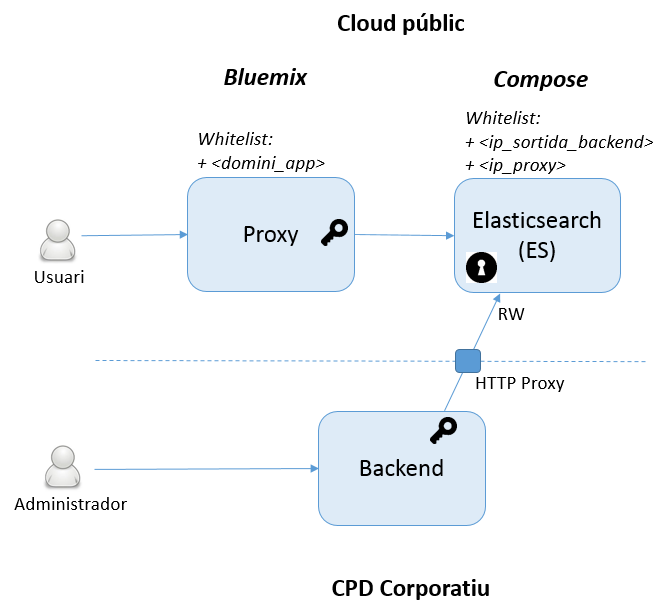 Cloud públic
Bluemix
Compose
Whitelist:
+ <domini_app>
Whitelist:
+ <ip_sortida_backend>
+ <ip_proxy>
Proxy
Elasticsearch
(ES)
Usuari
RW
HTTP Proxy
Backend
Administrador
CPD Corporatiu